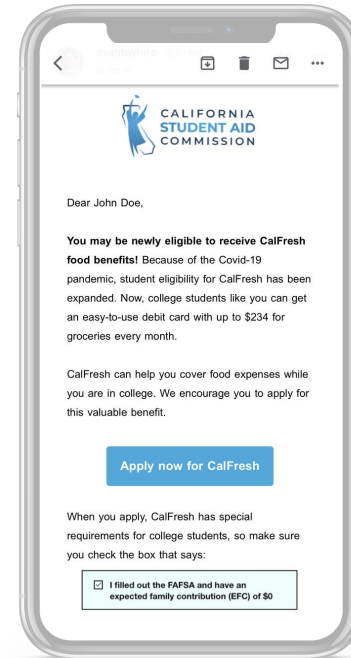 CALIFORNIA
STUDENT AID
COMMISSION
Dear John Doe,
You may be newly eligible to receive CalFresh
food benefits! Because of the Covid-19
pandemic, student eligibility for CalFresh has been
expanded. Now, college students like you can get
an easy-to-use debit card with up to $234 for
groceries every month.
CalFresh can help you cover food expenses while
you are in college. We encourage you to apply for
this valuable benefit.
Apply now for CalFresh
When you apply, CalFresh has special
requirements for college students, so make sure
you check the box that says:
I filled out the FAFSA and have an
expected family contribution (EFC) of $0